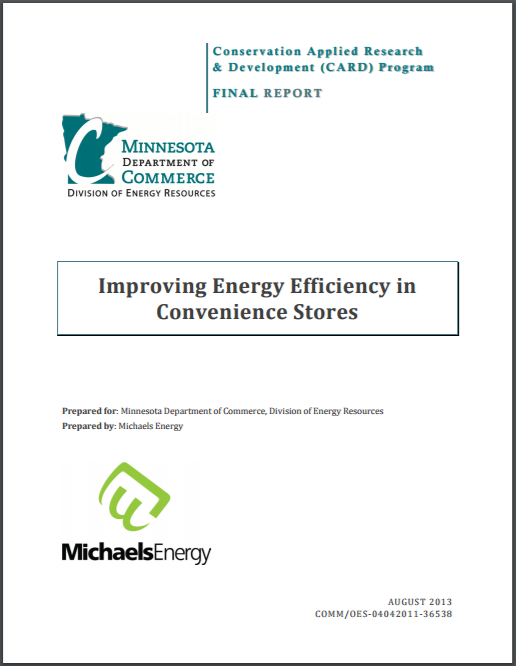 Conservation Applied Research
& Development (CARD) Program
FINAL REPORT
MINNESOTA
DEPARTMENT OF
COMMERCE
DIVISION OF ENERGY RESOURCES
Improving Energy Efficiency in
Convenience Stores
Prepared for: Minnesota Department of Commerce, Division of Energy Resources
Prepared by: Michaels Energy
MichaelsEnergy
AUGUST 2013
COMM/OES-04042011-36538